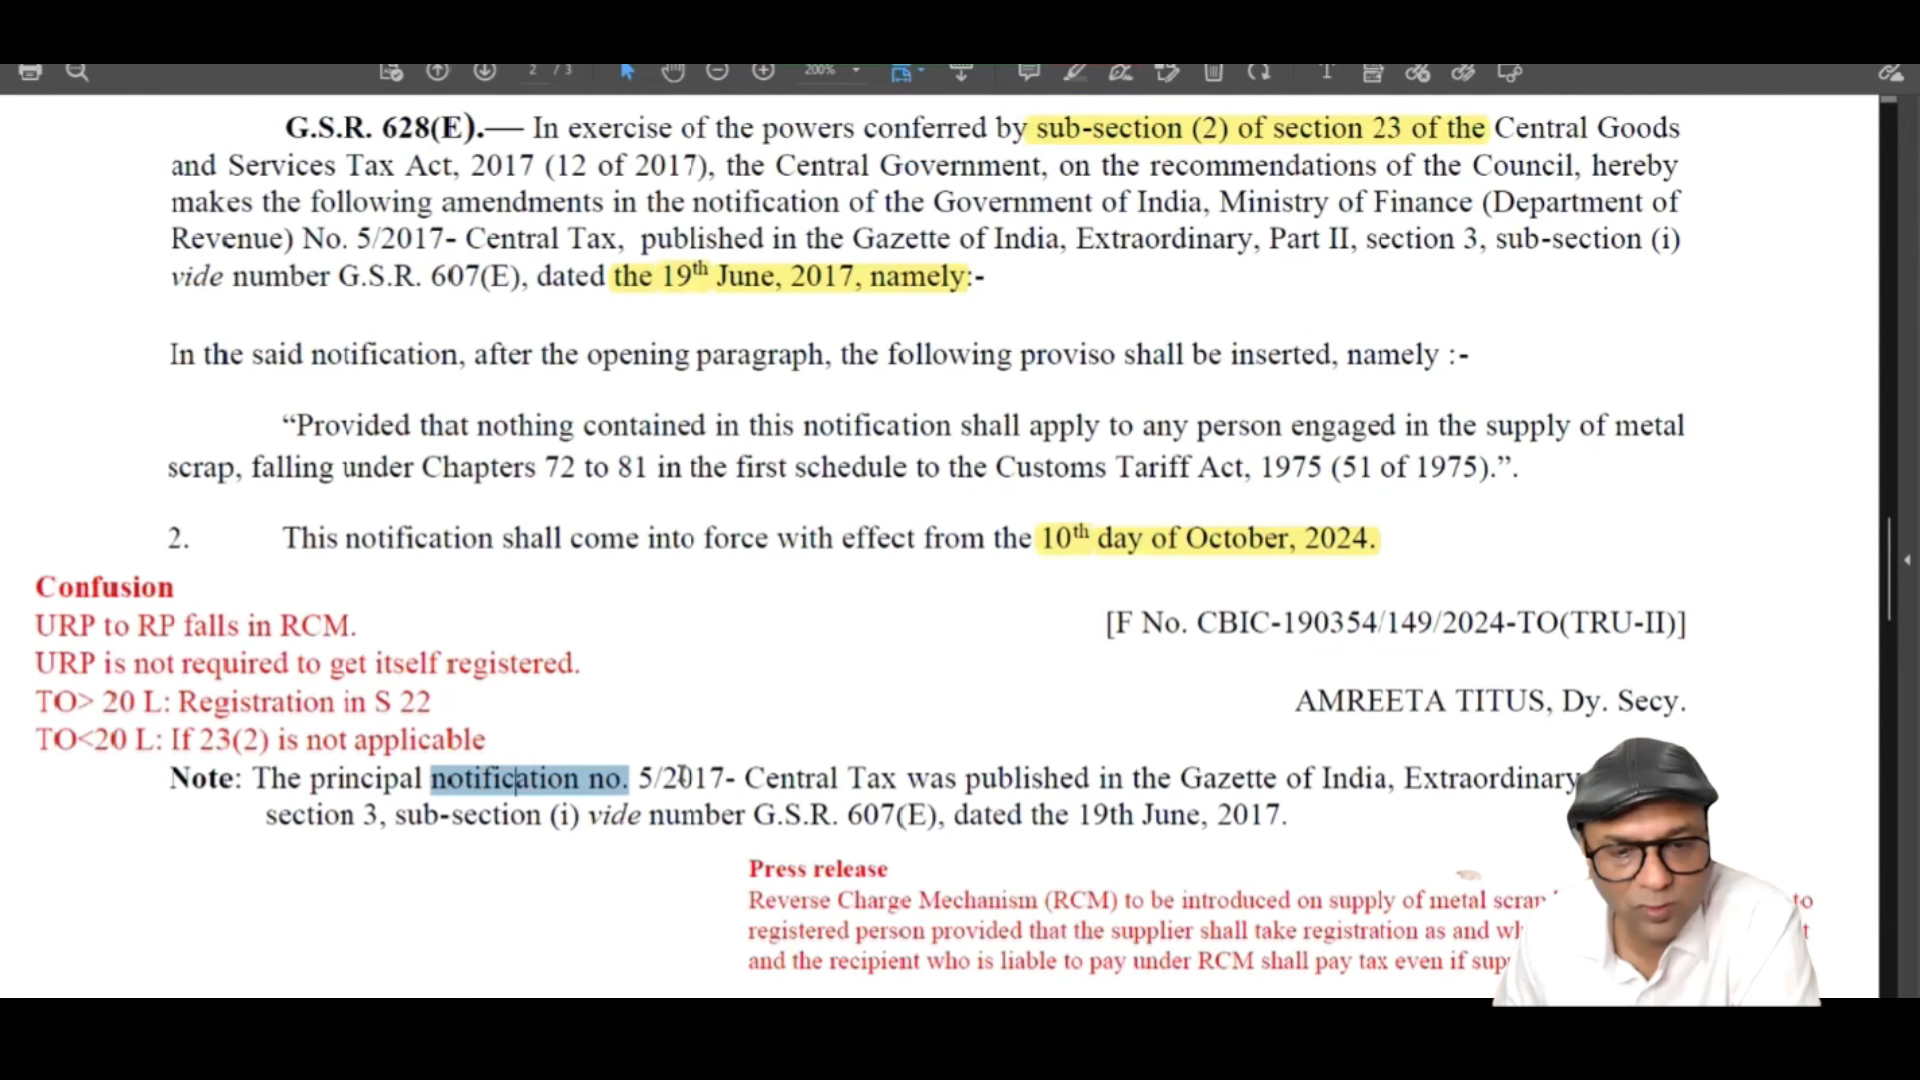 2 / 3
200%
G.S.R. 628(E).— In exercise of the powers conferred by sub-section (2) of section 23 of the Central Goods
and Services Tax Act, 2017 (12 of 2017), the Central Government, on the recommendations of the Council, hereby
makes the following amendments in the notification of the Government of India, Ministry of Finance (Department of
Revenue) No. 5/2017- Central Tax, published in the Gazette of India, Extraordinary, Part II, section 3, sub-section (i)
vide number G.S.R. 607(E), dated the 19th June, 2017, namely:-
In the said notification, after the opening paragraph, the following proviso shall be inserted, namely :-
“Provided that nothing contained in this notification shall apply to any person engaged in the supply of metal
scrap, falling under Chapters 72 to 81 in the first schedule to the Customs Tariff Act, 1975 (51 of 1975).”.
2. This notification shall come into force with effect from the 10th day of October, 2024.
Confusion
URP to RP falls in RCM.
[F No. CBIC-190354/149/2024-TO(TRU-II)]
URP is not required to get itself registered.
TO> 20 L: Registration in S 22
AMREETA TITUS, Dy. Secy.
TO<20 L: If 23(2) is not applicable
Note: The principal notification no. 5/2017- Central Tax was published in the Gazette of India, Extraordinary
section 3, sub-section (i) vide number G.S.R. 607(E), dated the 19th June, 2017.
Press release
Reverse Charge Mechanism (RCM) to be introduced on supply of metal scrap to
registered person provided that the supplier shall take registration as and
and the recipient who is liable to pay under RCM shall pay tax even if